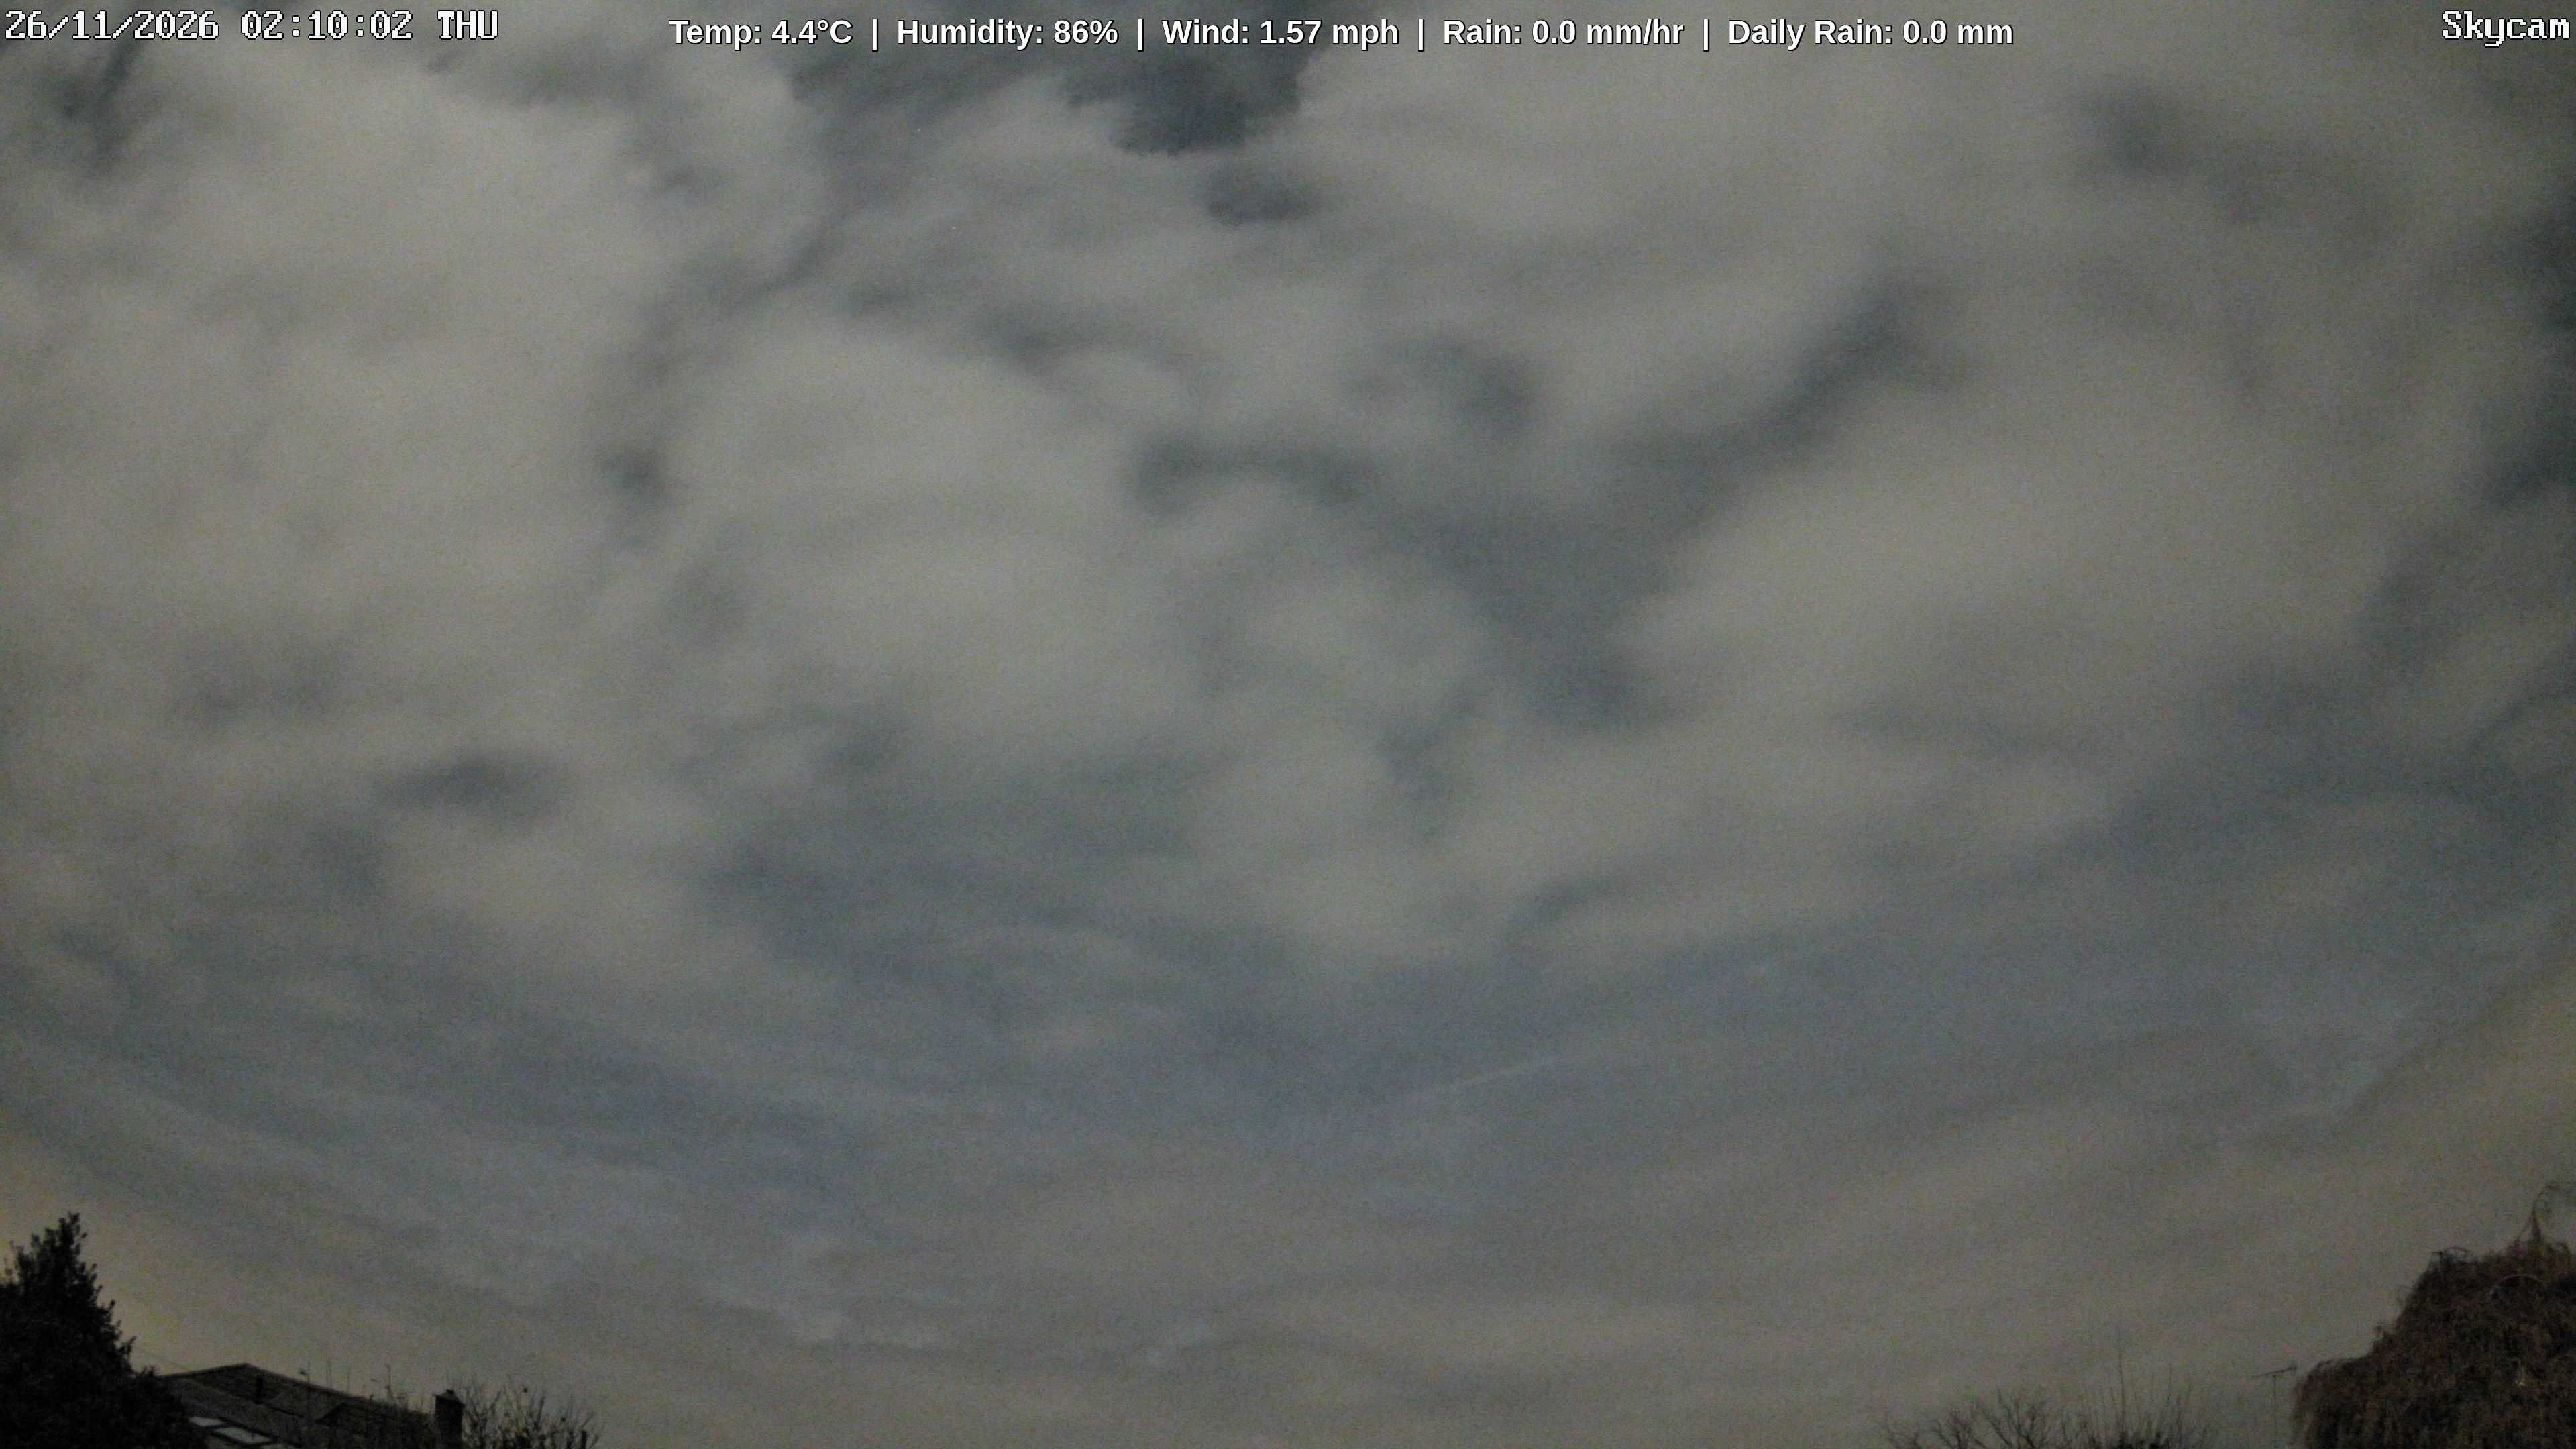 26/11/2026 02:10:02 THU
Temp: 4.4°C | Humidity: 86% | Wind: 1.57 mph | Rain: 0.0 mm/hr | Daily Rain: 0.0 mm
Skycam